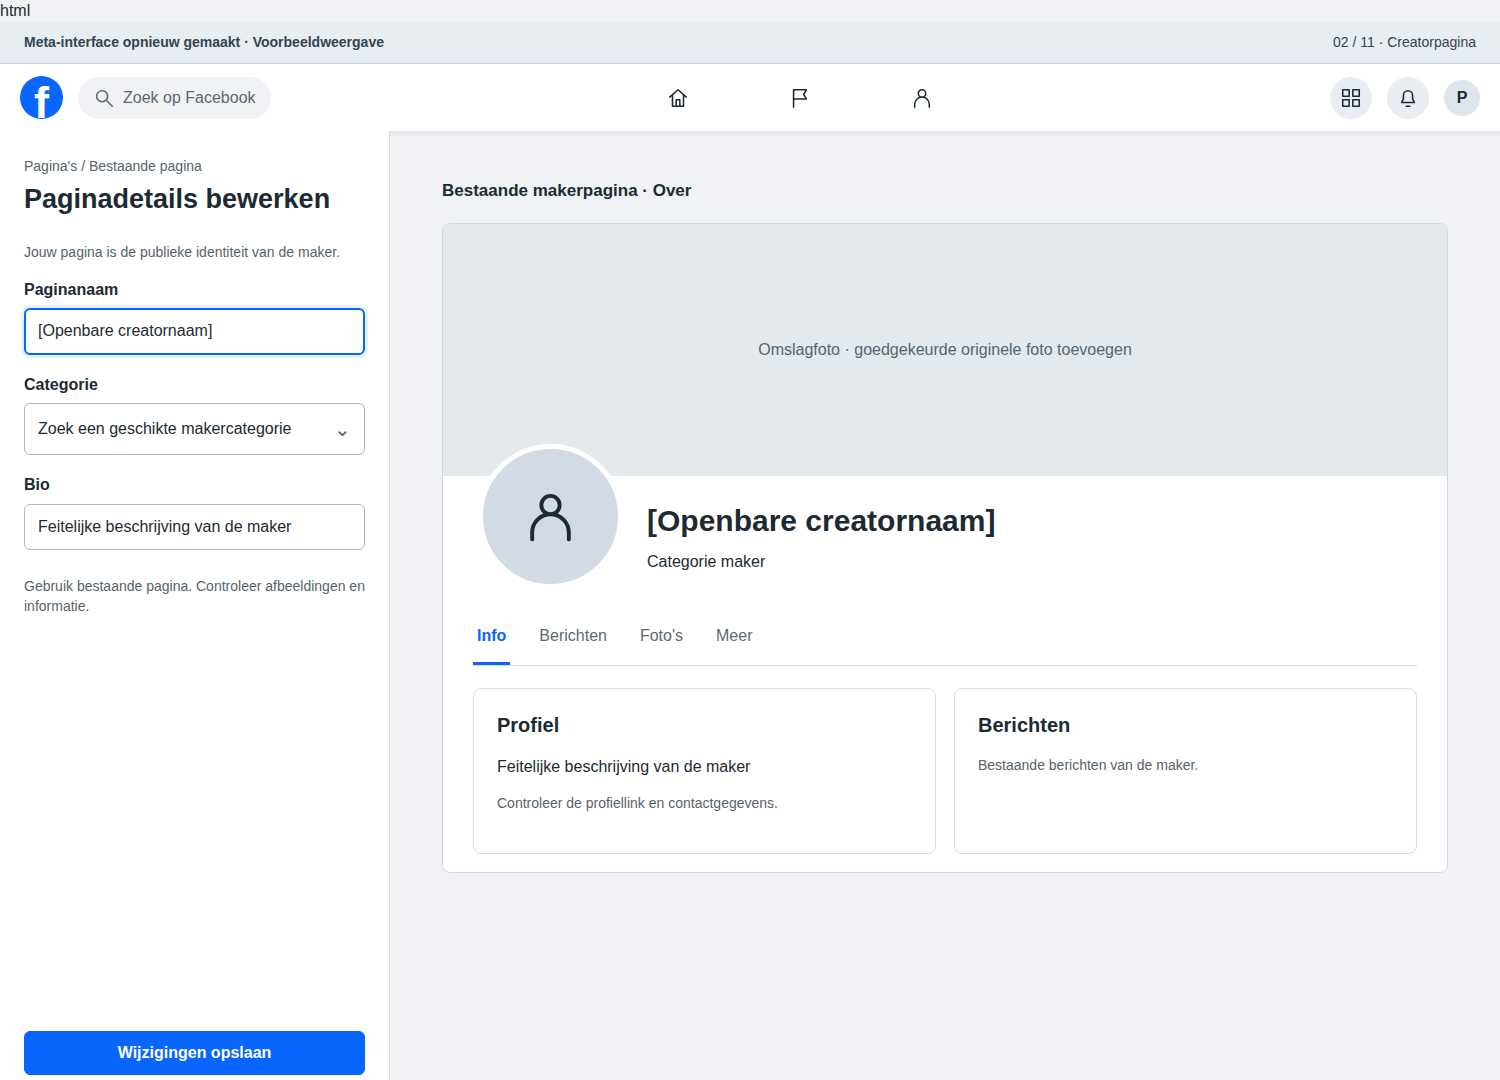 html
Meta-interface opnieuw gemaakt · Voorbeeldweergave
02 / 11 · Creatorpagina
f
Zoek op Facebook
P
Pagina's / Bestaande pagina
Paginadetails bewerken
Jouw pagina is de publieke identiteit van de maker.
Paginanaam
[Openbare creatornaam]
Categorie
Zoek een geschikte makercategorie
Bio
Feitelijke beschrijving van de maker
Gebruik bestaande pagina. Controleer afbeeldingen en
informatie.
Wijzigingen opslaan
Bestaande makerpagina · Over
Omslagfoto · goedgekeurde originele foto toevoegen
[Openbare creatornaam]
Categorie maker
Info
Berichten
Foto's
Meer
Profiel
Feitelijke beschrijving van de maker
Controleer de profiellink en contactgegevens.
Berichten
Bestaande berichten van de maker.